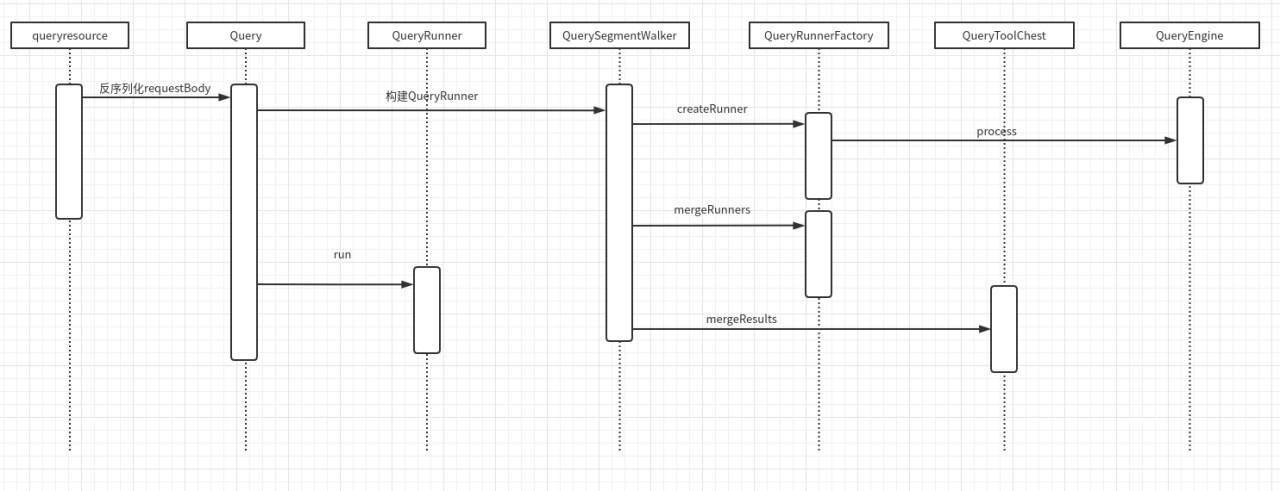 queryresource
Query
QueryRunner
QuerySegmentWalker
QueryRunnerFactory
QueryToolChest
QueryEngine
反序列化requestBody
构建QueryRunner
createRunner
process
mergeRunners
run
mergeResults